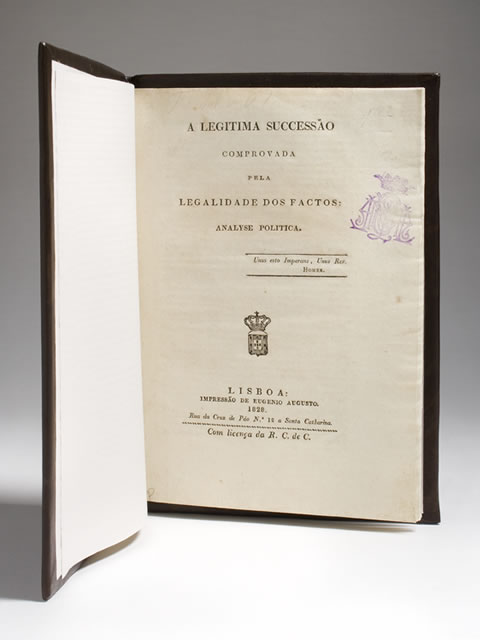 A LEGITIMA SUCCESSÃO
COMPROVADA
PELA
LEGALIDADE DOS FACTOS;
ANALYSE POLITICA.
Unus esto Imperans, Unus Rex.
HOMER.
LISBOA:
IMPRESSÃO DE EUGENIO AUGUSTO.
1828.
Rua da Cruz de Páo N.º 12 a Santa Catharina.
Com licença da R. C. de C.